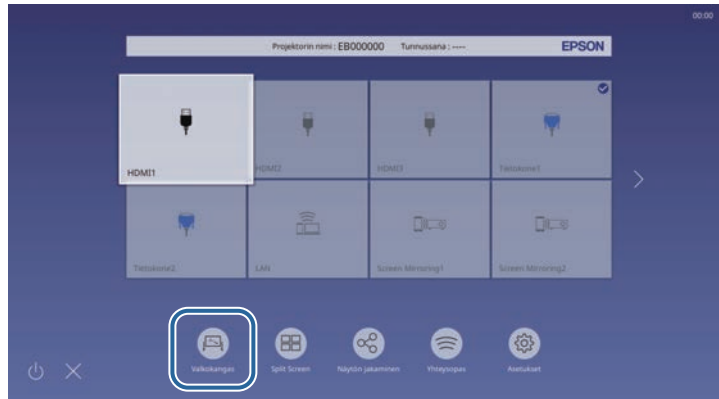 00:00
Projektorin nimi : EB000000 Tunnussana : ---- EPSON
HDMI1 HDMI2 HDMI3 Tietokone1
Tietokone2 LAN Screen Mirroring1 Screen Mirroring2
Valkokangas Split Screen Näytön jakaminen Yhteysopas Asetukset